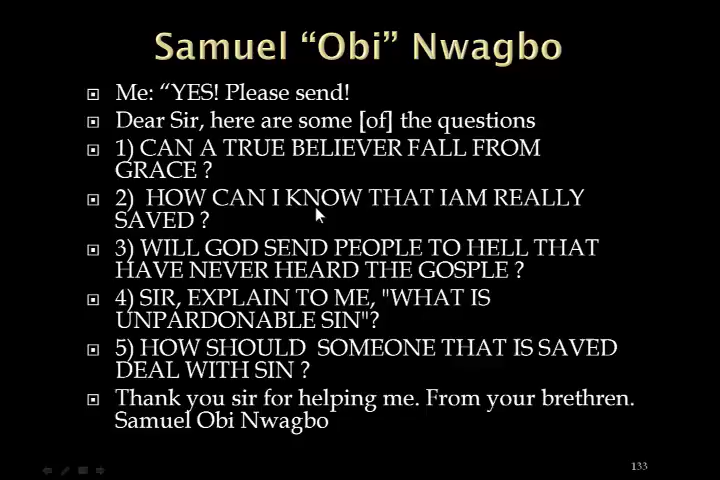 Samuel “Obi” Nwagbo
Me: “YES! Please send!
Dear Sir, here are some [of] the questions
1) CAN A TRUE BELIEVER FALL FROM
GRACE ?
2)  HOW CAN I KNOW THAT IAM REALLY
SAVED ?
3) WILL GOD SEND PEOPLE TO HELL THAT
HAVE NEVER HEARD THE GOSPLE ?
4) SIR, EXPLAIN TO ME, "WHAT IS
UNPARDONABLE SIN"?
5) HOW SHOULD  SOMEONE THAT IS SAVED
DEAL WITH SIN ?
Thank you sir for helping me. From your brethren.
Samuel Obi Nwagbo
133